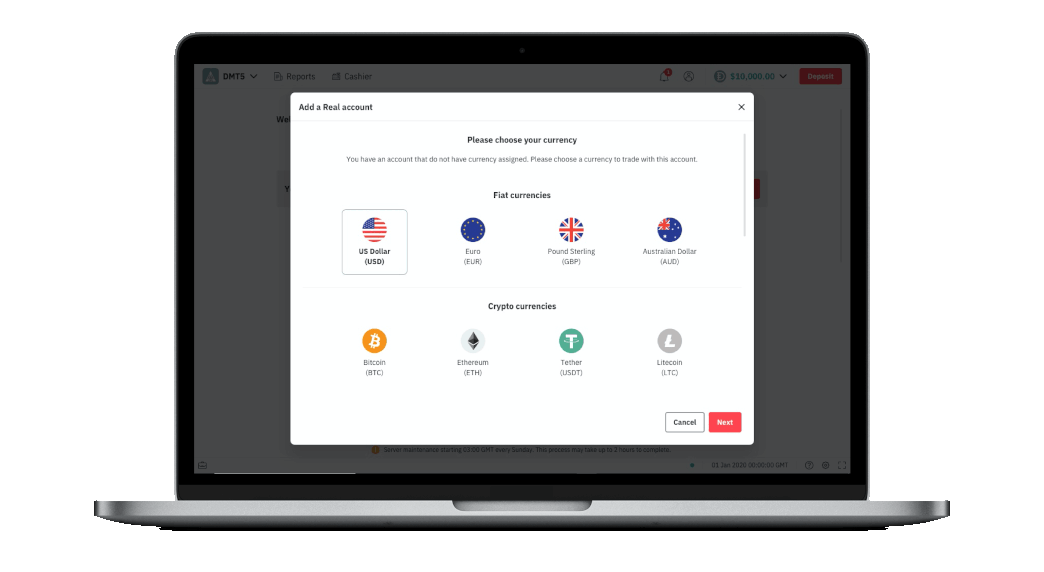 DMT5 Reports Cashier 1 $10,000.00 Deposit
Add a Real account
Wel
Please choose your currency
You have an account that do not have currency assigned. Please choose a currency to trade with this account.
Y
Fiat currencies
US Dollar
(USD)
Euro
(EUR)
Pound Sterling
(GBP)
Australian Dollar
(AUD)
Crypto currencies
Bitcoin
(BTC)
Ethereum
(ETH)
Tether
(USDT)
Litecoin
(LTC)
Cancel Next
Server maintenance starting 03:00 GMT every Sunday. This process may take up to 2 hours to complete.
01 Jan 2020 00:00:00 GMT